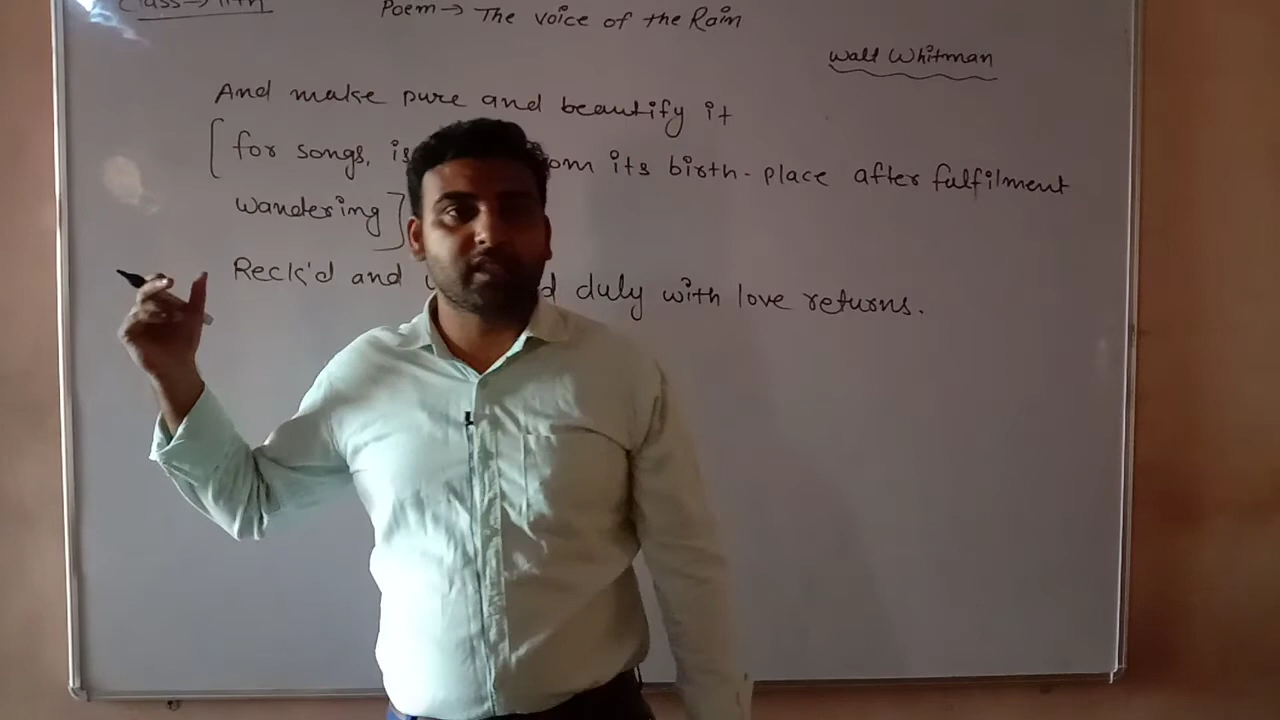 Class → 11th
Poem → The voice of the Rain
Walt Whitman
And make pure and beautify it
[for songs, is its birth-place after fulfilment
wandering]
Reck'd and duly with love returns.